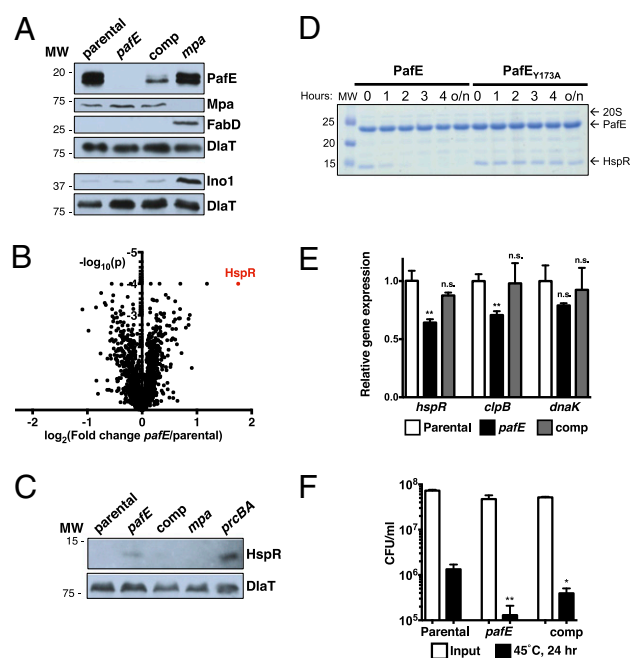 A
MW
parental
pafE
comp
mpa
20 -
PafE
75 -
Mpa
25 -
FabD
75 -
DlaT
37 -
Ino1
75 -
DlaT
B
-log10(p)
-5
-4
-3
HspR
-2
-1
0
1
2
log2(Fold change pafE/parental)
C
MW
parental
pafE
comp
mpa
prcBA
15 -
HspR
75 -
DlaT
D
PafE
PafEY173A
Hours: 0 1 2 3 4 o/n 0 1 2 3 4 o/n
MW
25
20
15
← 20S
← PafE
← HspR
E
Relative gene expression
1.0
0.5
0.0
**
n.s.
**
n.s.
n.s.
n.s.
hspR
clpB
dnaK
Parental
pafE
comp
F
CFU/ml
10^8
10^7
10^6
10^5
**
*
Parental
pafE
comp
Input
45°C, 24 hr